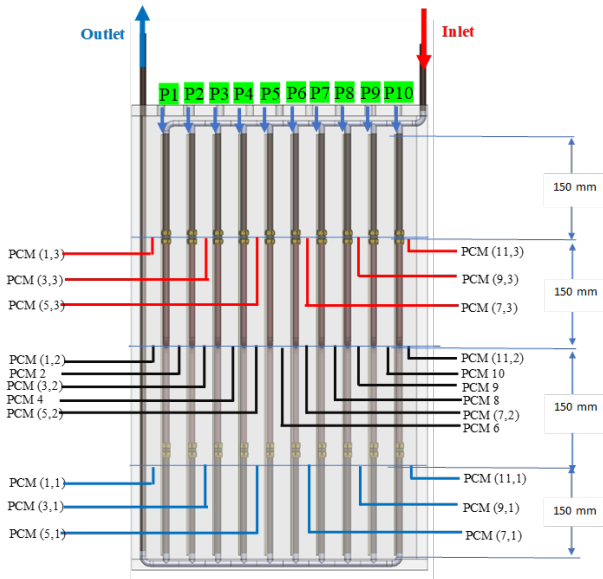 Outlet
Inlet
P1 P2 P3 P4 P5 P6 P7 P8 P9 P10
150 mm
PCM (1,3)
PCM (11,3)
PCM (3,3)
PCM (9,3)
150 mm
PCM (5,3)
PCM (7,3)
PCM (1,2)
PCM (11,2)
PCM 2
PCM 10
PCM (3,2)
PCM 9
PCM 4
PCM 8
150 mm
PCM (5,2)
PCM (7,2)
PCM 6
PCM (1,1)
PCM (11,1)
PCM (3,1)
PCM (9,1)
150 mm
PCM (5,1)
PCM (7,1)